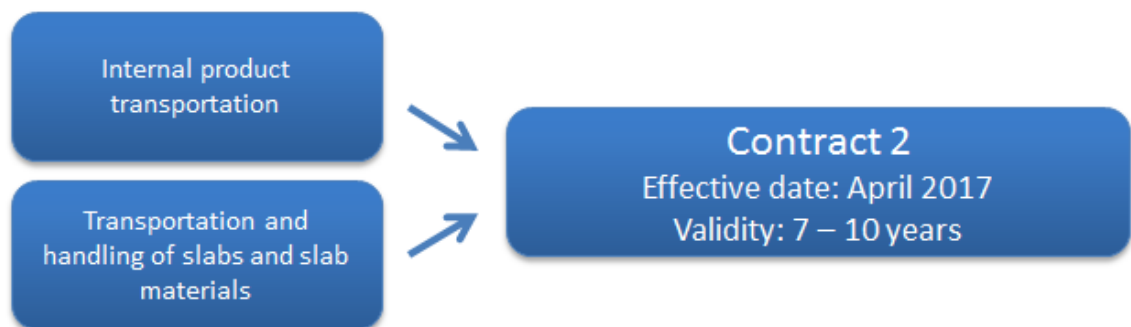 Internal product
transportation
Transportation and
handling of slabs and slab
materials
Contract 2
Effective date: April 2017
Validity: 7 – 10 years